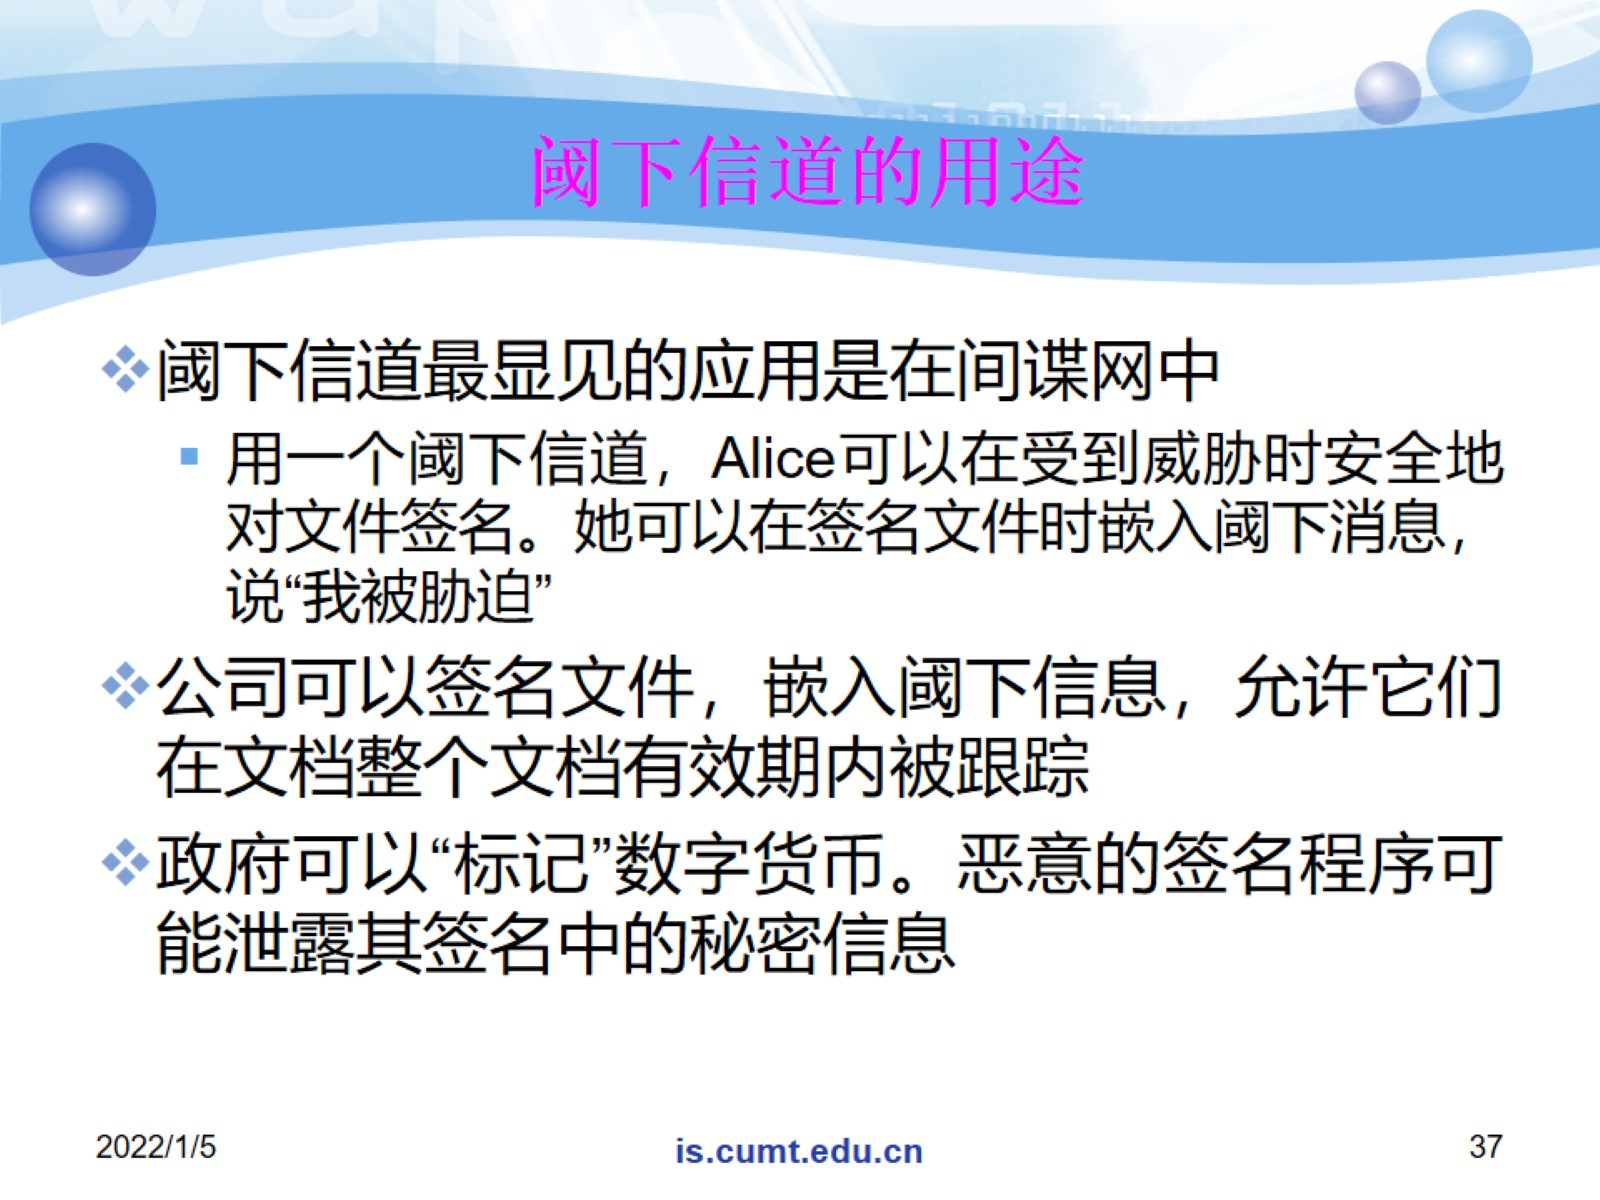 阈下信道的用途
阈下信道最显见的应用是在间谍网中
用一个阈下信道，Alice可以在受到威胁时安全地
对文件签名。她可以在签名文件时嵌入阈下消息，
说“我被胁迫”
公司可以签名文件，嵌入阈下信息，允许它们
在文档整个文档有效期内被跟踪
政府可以“标记”数字货币。恶意的签名程序可
能泄露其签名中的秘密信息
2022/1/5
is.cumt.edu.cn
37